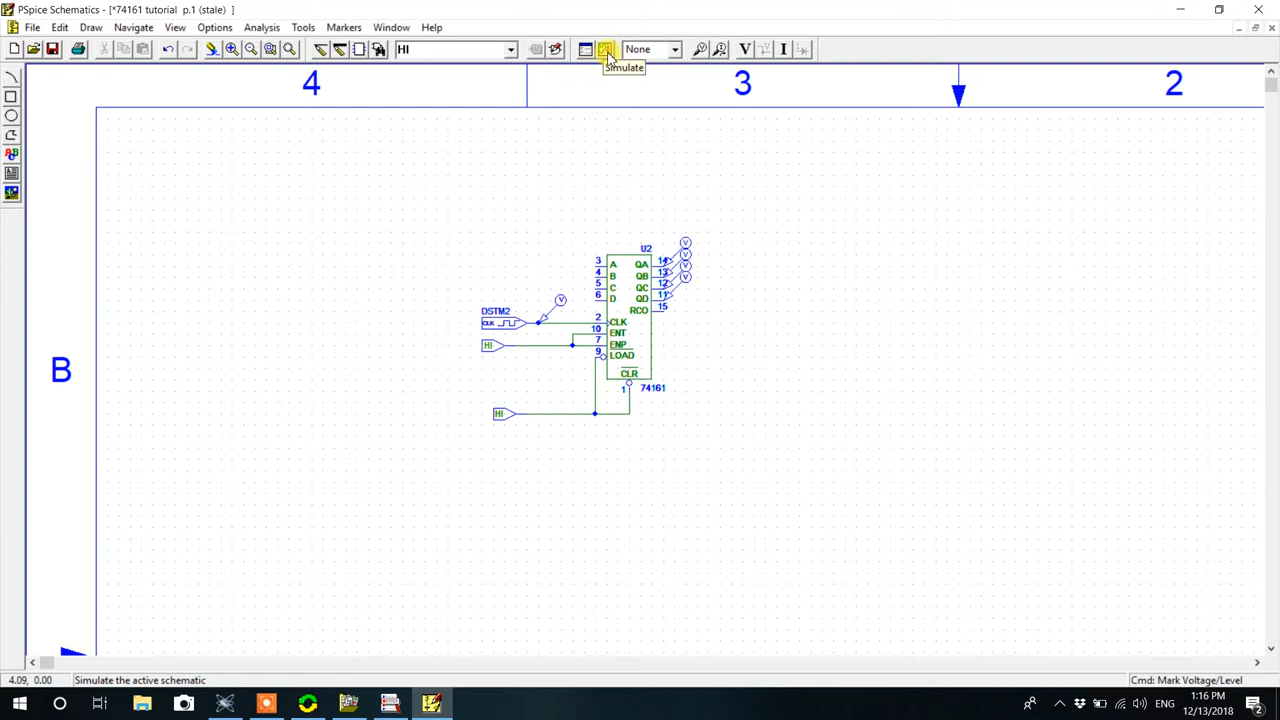 PSpice Schematics - [*74161 tutorial  p.1 (stale)  ]
File Edit Draw Navigate View Options Analysis Tools Markers Window Help
HI
None
V
I
Simulate
4
3
2
B
U2
3 A QA 14
4 B QB 13
5 C QC 12
6 D QD 11
RCO 15
DSTM2
CLK
2 CLK
10 ENT
HI
7 ENP
9 LOAD
CLR
1 74161
HI
4.09, 0.00 Simulate the active schematic Cmd: Mark Voltage/Level
ENG
1:16 PM
12/13/2018
2